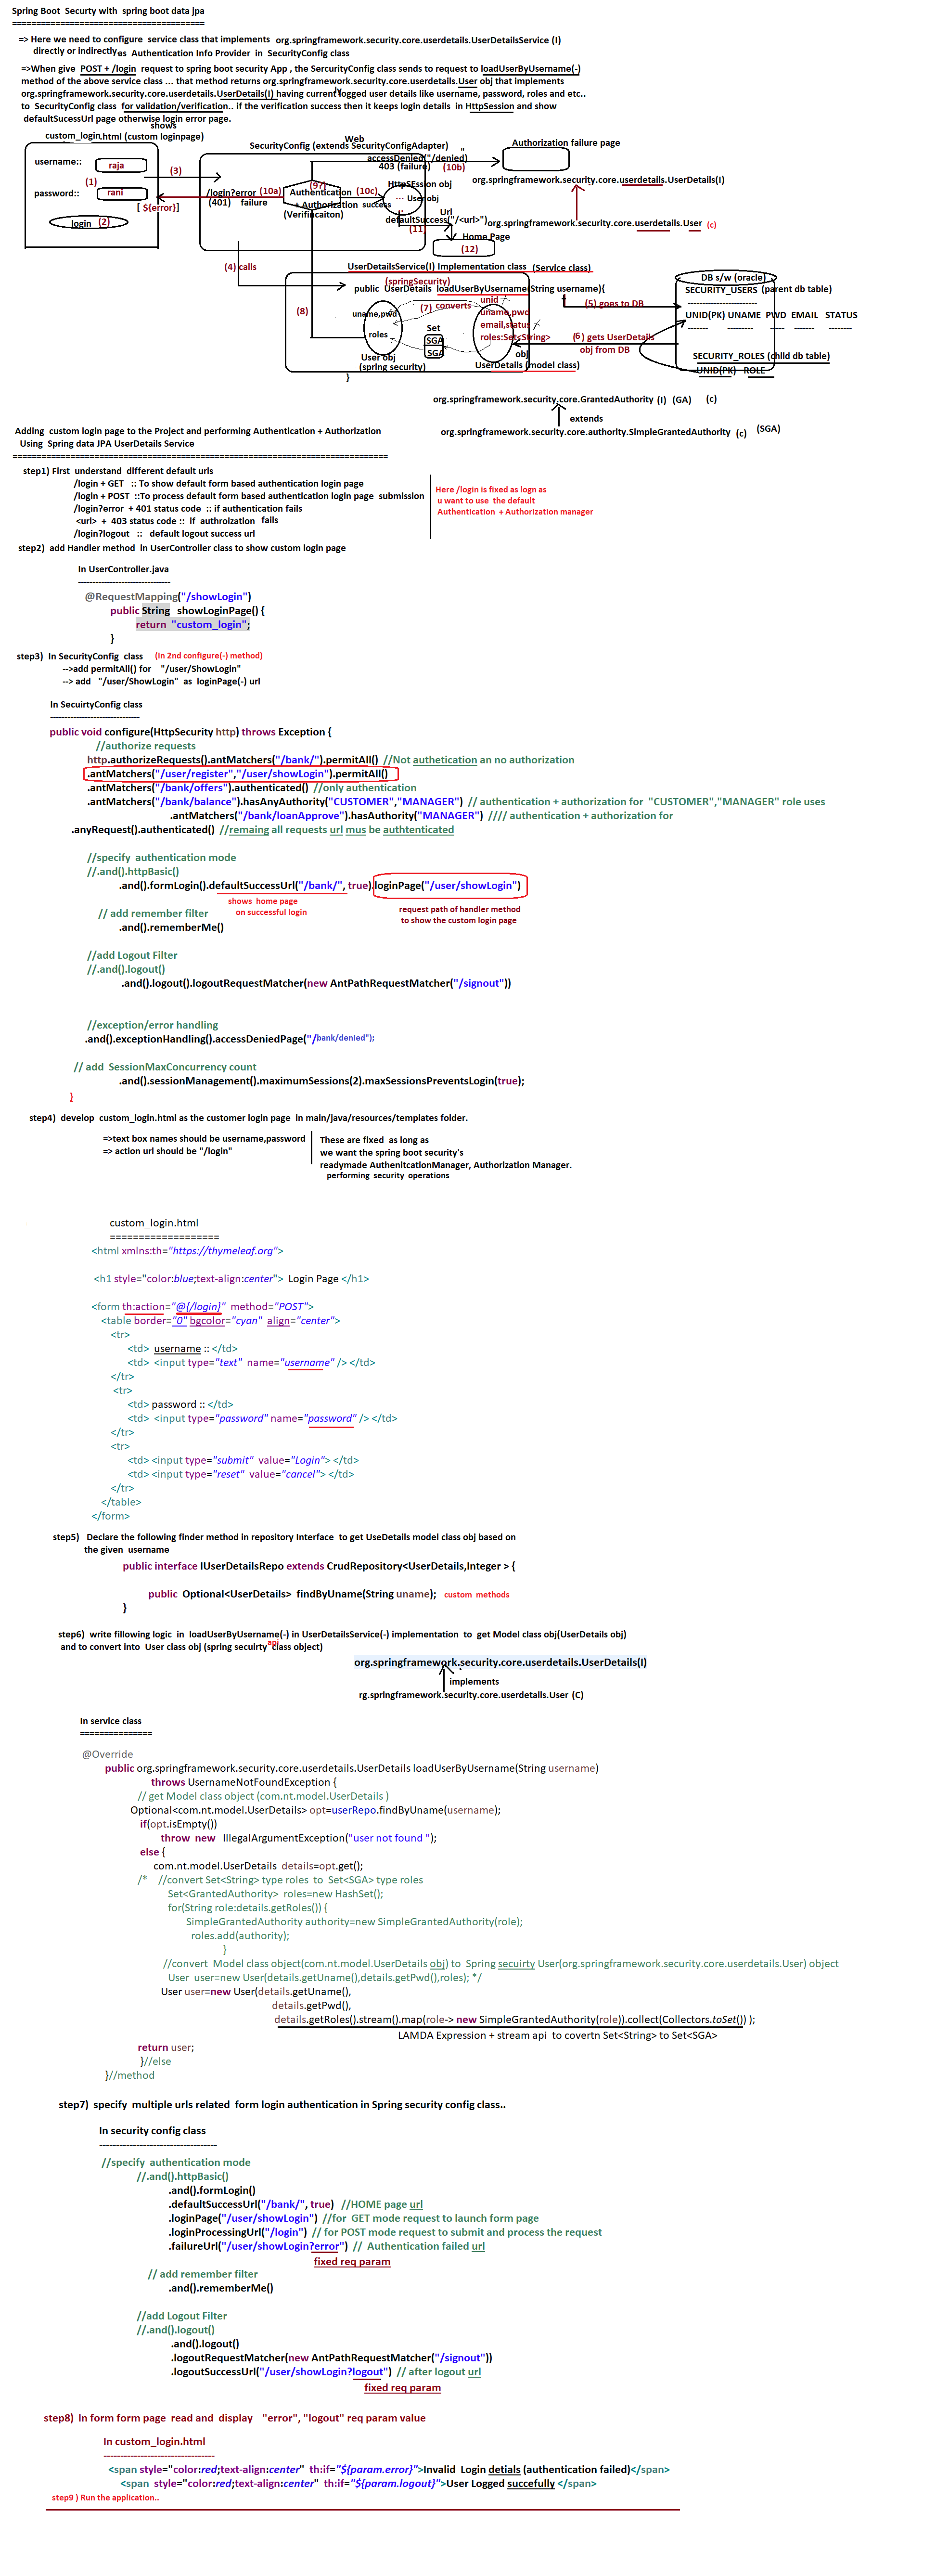 Spring Boot  Securty with  spring boot data jpa
========================================
=> Here we need to configure  service class that implements  org.springframework.security.core.userdetails.UserDetailsService (I)
directly or indirectly as  Authentication Info Provider  in  SecurityConfig class
=>When give  POST + /login  request to spring boot security App , the SercurityConfig class sends to request to loadUserByUsername(-)
method of the above service class ... that method returns org.springframework.security.core.userdetails.User obj that implements
org.springframework.security.core.userdetails.UserDetails(I) having current logged user details like username, password, roles and etc..
ly
to  SecurityConfig class  for validation/verification.. if the verification success then it keeps login details  in HttpSession and show
defaultSucessUrl page otherwise login error page.
shows
custom_login.html (custom loginpage)
Web
SecurityConfig (extends SecurityConfigAdapter)
Authorization failure page
username::
raja
(1)
password::
rani
[ ${error}]
login (2)
(3)
accessDenied("/denied)
"
403 (failure)
(10b)
/login?error (10a)
(401)   failure
(9?)
Authentication
+ Authorization
(Verificaiton)
(10c)
success
HttpSEssion obj
... User obj
Url
defaultSuccess("/<url>")
(11)
Home Page
(12)
org.springframework.security.core.userdetails.UserDetails(I)
org.springframework.security.core.userdetails.User (c)
(4) calls
UserDetailsService(I) Implementation class  (Service class)
(springSecurity)
public  UserDetails  loadUserByUsername(String username){
(8)
uname,pwd
roles
User obj
(spring security)
(7)
converts
Set
SGA
SGA
unid
uname,pwd
email,status
roles:Set<String>
obj
UserDetails (model class)
}
(5) goes to DB
(6) gets UserDetails
obj from DB
DB s/w (oracle)
SECURITY_USERS (parent db table)
------------------------
UNID(PK) UNAME  PWD  EMAIL   STATUS
-------   ---------   -----   -------   --------
SECURITY_ROLES (child db table)
UNID(PK)   ROLE
org.springframework.security.core.GrantedAuthority (I)  (GA)      (c)
extends
org.springframework.security.core.authority.SimpleGrantedAuthority  (c)    (SGA)
Adding  custom login page to the Project and performing Authentication + Authorization
Using  Spring data JPA UserDetails Service
==============================================================================
step1) First  understand  different default urls
/login + GET   :: To show default form based authentication login page
/login + POST  ::To process default form based authentication login page  submission
/login?error  + 401 status code  :: if authentication fails
<url>  +  403 status code ::  if  authroization  fails
/login?logout   ::   default logout success url
Here /login is fixed as logn as
u want to use  the default
Authentication  + Authorization manager
step2)  add Handler method  in UserController class to show custom login page
In UserController.java
--------------------------------
@RequestMapping("/showLogin")
public String  showLoginPage() {
return  "custom_login";
}
step3)  In SecurityConfig  class    (In 2nd configure(-) method)
-->add permitAll() for    "/user/ShowLogin"
--> add   "/user/ShowLogin"  as  loginPage(-) url
In SecuirtyConfig class
-------------------------------
public void configure(HttpSecurity http) throws Exception {
//authorize requests
http.authorizeRequests().antMatchers("/bank/").permitAll()  //Not  authetication an no authorization
.antMatchers("/user/register","/user/showLogin").permitAll()
.antMatchers("/bank/offers").authenticated()  //only authentication
.antMatchers("/bank/balance").hasAnyAuthority("CUSTOMER","MANAGER")  // authentication + authorization for  "CUSTOMER","MANAGER" role uses
.antMatchers("/bank/loanApprove").hasAuthority("MANAGER")  //// authentication + authorization for
.anyRequest().authenticated()  //remaing all requests url mus be authtenticated
//specify  authentication mode
//.and().httpBasic()
.and().formLogin().defaultSuccessUrl("/bank/", true).loginPage("/user/showLogin")
shows  home page
on successful login
request path of handler method
to show the custom login page
// add remember filter
.and().rememberMe()
//add Logout Filter
//.and().logout()
.and().logout().logoutRequestMatcher(new AntPathRequestMatcher("/signout"))
//exception/error handling
.and().exceptionHandling().accessDeniedPage("/bank/denied");
// add  SessionMaxConcurrency count
.and().sessionManagement().maximumSessions(2).maxSessionsPreventsLogin(true);
}
step4)  develop  custom_login.html as the customer login page  in main/java/resources/templates folder.
=>text box names should be username,password
=> action url should be "/login"
These are fixed  as long as
we want the spring boot security's
readymade AuthenitcationManager, Authorization Manager.
performing  security  operations
custom_login.html
===================
<html xmlns:th="https://thymeleaf.org">
<h1 style="color:blue;text-align:center">  Login Page </h1>
<form th:action="@{/login}"  method="POST">
<table border="0" bgcolor="cyan"  align="center">
<tr>
<td>  username :: </td>
<td>  <input type="text"  name="username" /> </td>
</tr>
<tr>
<td> password :: </td>
<td>  <input type="password" name="password" /> </td>
</tr>
<tr>
<td> <input type="submit"  value="Login"> </td>
<td> <input type="reset"  value="cancel"> </td>
</tr>
</table>
</form>
step5)   Declare the following finder method in repository Interface  to get UseDetails model class obj based on
the given  username
public interface IUserDetailsRepo extends CrudRepository<UserDetails,Integer > {
public  Optional<UserDetails>  findByUname(String uname);   custom  methods
}
step6)  write fillowing logic  in  loadUserByUsername(-) in UserDetailsService(-) implementation  to  get Model class obj(UserDetails obj)
and to convert into  User class obj (spring secuirty  class object)
api
org.springframework.security.core.userdetails.UserDetails(I)
implements
rg.springframework.security.core.userdetails.User  (C)
In service class
===============
@Override
public org.springframework.security.core.userdetails.UserDetails loadUserByUsername(String username)
throws UsernameNotFoundException {
// get Model class object (com.nt.model.UserDetails )
Optional<com.nt.model.UserDetails> opt=userRepo.findByUname(username);
if(opt.isEmpty())
throw  new   IllegalArgumentException("user not found ");
else {
com.nt.model.UserDetails  details=opt.get();
/*    //convert Set<String> type roles  to  Set<SGA> type roles
Set<GrantedAuthority>  roles=new HashSet();
for(String role:details.getRoles()) {
SimpleGrantedAuthority authority=new SimpleGrantedAuthority(role);
roles.add(authority);
}
//convert  Model class object(com.nt.model.UserDetails obj) to  Spring secuirty User(org.springframework.security.core.userdetails.User) object
User  user=new User(details.getUname(),details.getPwd(),roles); */
User user=new User(details.getUname(),
details.getPwd(),
details.getRoles().stream().map(role-> new SimpleGrantedAuthority(role)).collect(Collectors.toSet()) );
LAMDA Expression + stream api  to covertn Set<String> to Set<SGA>
return user;
}//else
}//method
step7)  specify  multiple urls related  form login authentication in Spring security config class..
In security config class
-----------------------------------
//specify  authentication mode
//.and().httpBasic()
.and().formLogin()
.defaultSuccessUrl("/bank/", true)   //HOME page url
.loginPage("/user/showLogin")  //for  GET mode request to launch form page
.loginProcessingUrl("/login")  // for POST mode request to submit and process the request
.failureUrl("/user/showLogin?error")  //  Authentication failed url
fixed req param
// add remember filter
.and().rememberMe()
//add Logout Filter
//.and().logout()
.and().logout()
.logoutRequestMatcher(new AntPathRequestMatcher("/signout"))
.logoutSuccessUrl("/user/showLogin?logout")  // after logout url
fixed req param
step8)  In form form page  read and  display    "error", "logout" req param value
In custom_login.html
---------------------------------
<span style="color:red;text-align:center"  th:if="${param.error}">Invalid  Login detials (authentication failed)</span>
<span  style="color:red;text-align:center"  th:if="${param.logout}">User Logged succefully </span>
step9 ) Run the application..